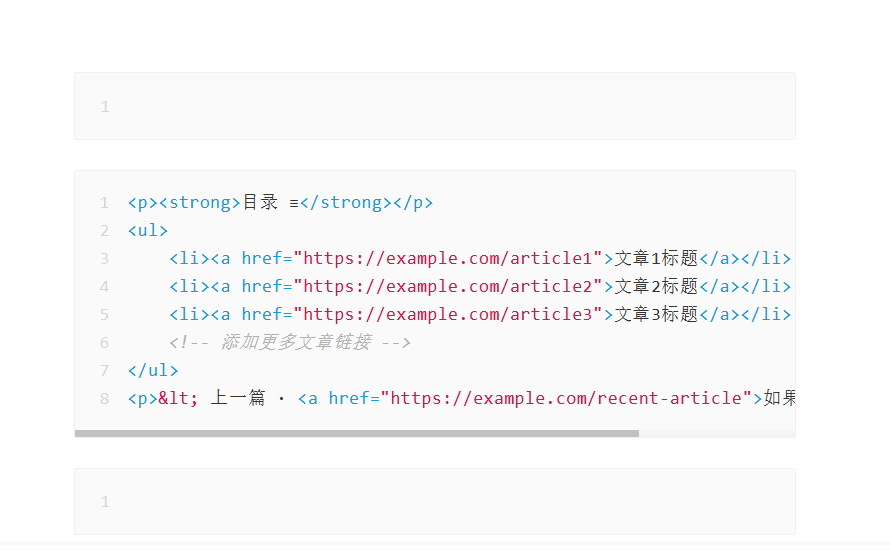 1
1 <p><strong>目录 ≡</strong></p>
2 <ul>
3     <li><a href="https://example.com/article1">文章1标题</a></li>
4     <li><a href="https://example.com/article2">文章2标题</a></li>
5     <li><a href="https://example.com/article3">文章3标题</a></li>
6     <!-- 添加更多文章链接 -->
7 </ul>
8 <p>&lt; 上一篇 · <a href="https://example.com/recent-article">如果
1